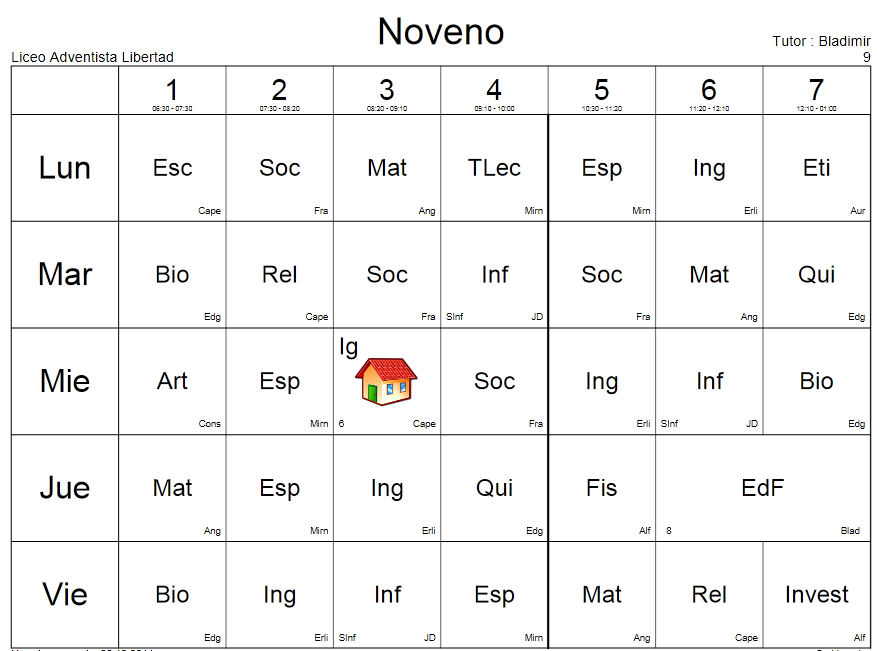 Noveno
Liceo Adventista Libertad
Tutor : Bladimir
9
1 2 3 4 5 6 7
06:30 - 07:30 07:30 - 08:20 08:20 - 09:10 09:10 - 10:00 10:30 - 11:20 11:20 - 12:10 12:10 - 01:00
Lun Esc Soc Mat TLec Esp Ing Eti
Cape Fra Ang Mirn Mirn Erli Aur
Mar Bio Rel Soc Inf Soc Mat Qui
Edg Cape Fra SInf JD Fra Ang Edg
Ig
Mie Art Esp Soc Ing Inf Bio
Cons Mirn 6 Cape Fra Erli SInf JD Edg
Jue Mat Esp Ing Qui Fis EdF
Ang Mirn Erli Edg Alf 8 Blad
Vie Bio Ing Inf Esp Mat Rel Invest
Edg Erli SInf JD Mirn Ang Cape Alf